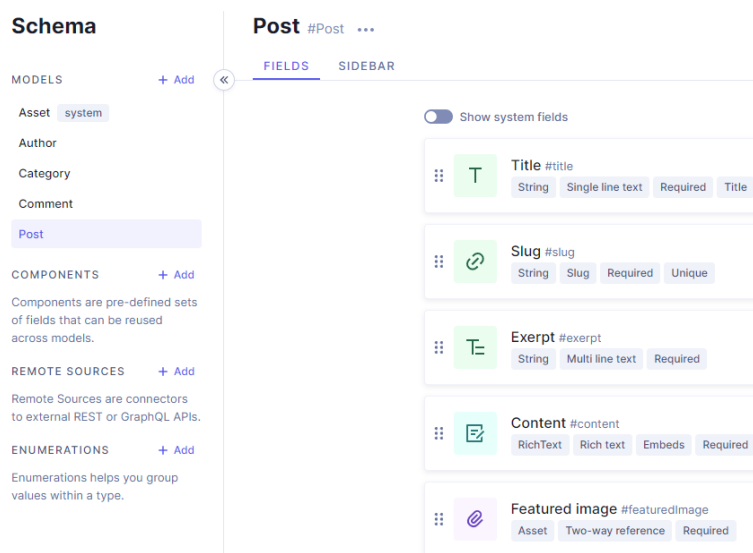 Schema
MODELS + Add
Asset system
Author
Category
Comment
Post
COMPONENTS + Add
Components are pre-defined sets
of fields that can be reused
across models.
REMOTE SOURCES + Add
Remote Sources are connectors
to external REST or GraphQL APIs.
ENUMERATIONS + Add
Enumerations helps you group
values within a type.
Post #Post
FIELDS SIDEBAR
Show system fields
Title #title
String Single line text Required Title
Slug #slug
String Slug Required Unique
Exerpt #exerpt
String Multi line text Required
Content #content
RichText Rich text Embeds Required
Featured image #featuredImage
Asset Two-way reference Required